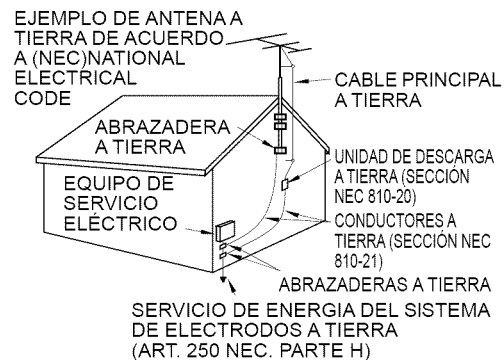 EJEMPLO DE ANTENA A
TIERRA DE ACUERDO
A (NEC)NATIONAL
ELECTRICAL
CODE
CABLE PRINCIPAL
A TIERRA
ABRAZADERA
A TIERRA
UNIDAD DE DESCARGA
A TIERRA (SECCIÓN
NEC 810-20)
EQUIPO DE
SERVICIO
ELÉCTRICO
CONDUCTORES A
TIERRA (SECCIÓN NEC
810-21)
ABRAZADERAS A TIERRA
SERVICIO DE ENERGIA DEL SISTEMA
DE ELECTRODOS A TIERRA
(ART. 250 NEC. PARTE H)